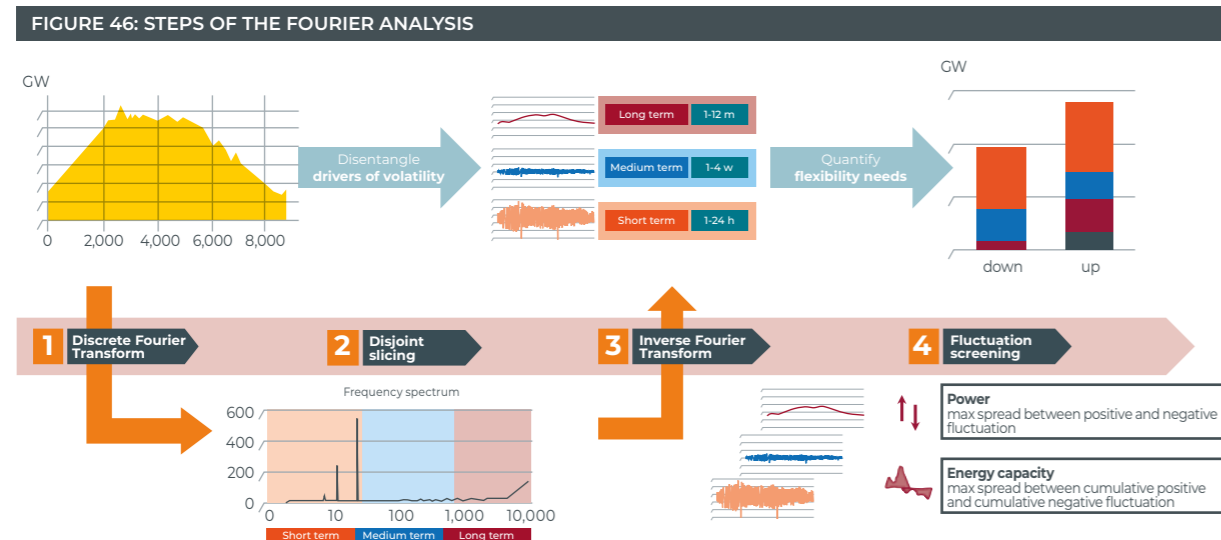 FIGURE 46: STEPS OF THE FOURIER ANALYSIS
GW
0
2,000
4,000
6,000
8,000
Disentangle
drivers of volatility
Long term
1-12 m
Medium term
1-4 w
Short term
1-24 h
Quantify
flexibility needs
GW
down
up
1
Discrete Fourier
Transform
2
Disjoint
slicing
3
Inverse Fourier
Transform
4
Fluctuation
screening
Frequency spectrum
600
400
200
0
0
10
100
1,000
10,000
Short term
Medium term
Long term
Power
max spread between positive and negative
fluctuation
Energy capacity
max spread between cumulative positive
and cumulative negative fluctuation